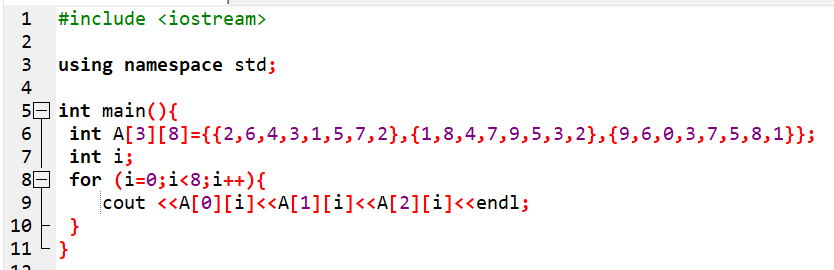 1 #include <iostream>
2
3 using namespace std;
4
5 int main(){
6 int A[3][8]={{2,6,4,3,1,5,7,2},{1,8,4,7,9,5,3,2},{9,6,0,3,7,5,8,1}};
7 int i;
8 for (i=0;i<8;i++){
9 cout <<A[0][i]<<A[1][i]<<A[2][i]<<endl;
10 }
11 }